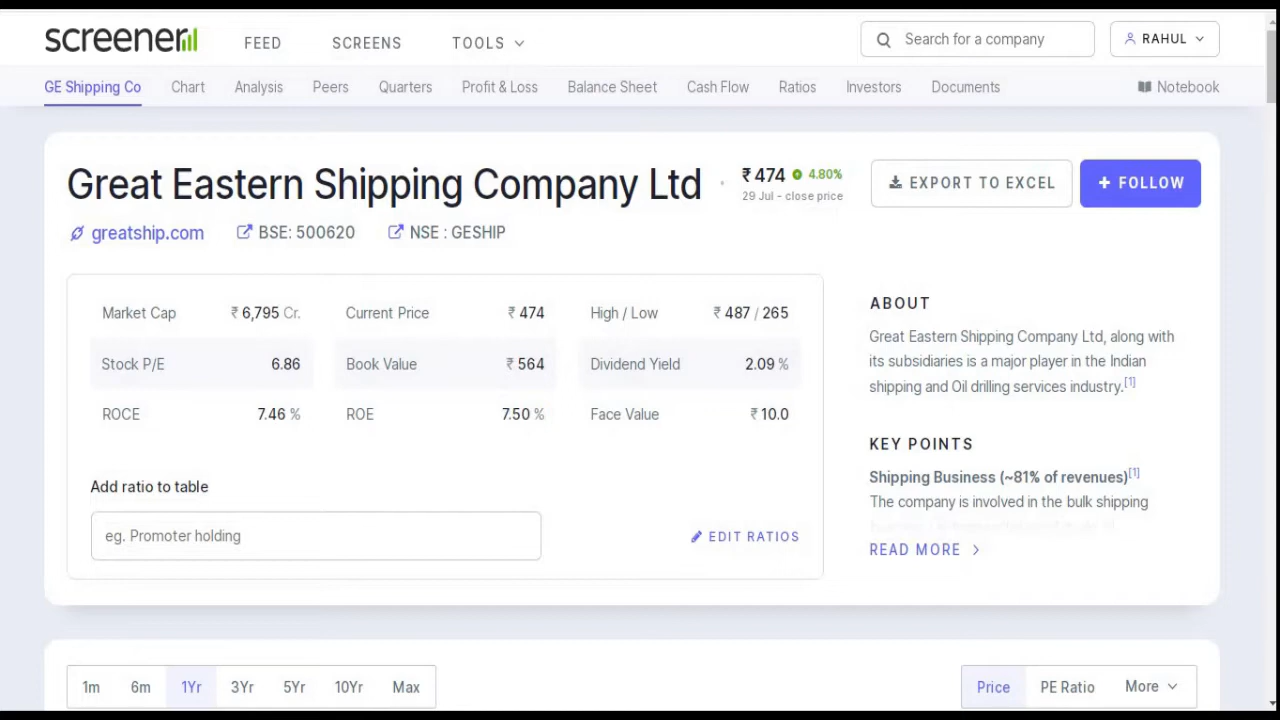 screener FEED SCREENS TOOLS Search for a company RAHUL
GE Shipping Co Chart Analysis Peers Quarters Profit & Loss Balance Sheet Cash Flow Ratios Investors Documents Notebook
Great Eastern Shipping Company Ltd ₹ 474 4.80%
29 Jul - close price
EXPORT TO EXCEL FOLLOW
greatship.com BSE: 500620 NSE : GESHIP
Market Cap ₹ 6,795 Cr. Current Price ₹ 474 High / Low ₹ 487 / 265
Stock P/E 6.86 Book Value ₹ 564 Dividend Yield 2.09 %
ROCE 7.46 % ROE 7.50 % Face Value ₹ 10.0
Add ratio to table
eg. Promoter holding EDIT RATIOS
ABOUT
Great Eastern Shipping Company Ltd, along with
its subsidiaries is a major player in the Indian
shipping and Oil drilling services industry.[1]
KEY POINTS
Shipping Business (~81% of revenues)[1]
The company is involved in the bulk shipping
READ MORE
1m 6m 1Yr 3Yr 5Yr 10Yr Max Price PE Ratio More